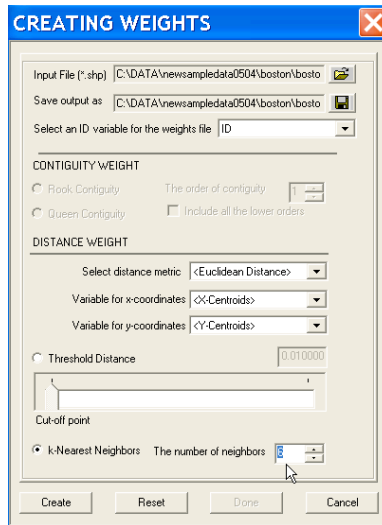 CREATING WEIGHTS
Input File (*.shp) C:\DATA\newsampledata0504\boston\bosto
Save output as C:\DATA\newsampledata0504\boston\bosto
Select an ID variable for the weights file ID
CONTIGUITY WEIGHT
Rook Contiguity The order of contiguity 1
Queen Contiguity Include all the lower orders
DISTANCE WEIGHT
Select distance metric <Euclidean Distance>
Variable for x-coordinates <X-Centroids>
Variable for y-coordinates <Y-Centroids>
Threshold Distance 0.010000
Cut-off point
k-Nearest Neighbors The number of neighbors 6
Create Reset Done Cancel